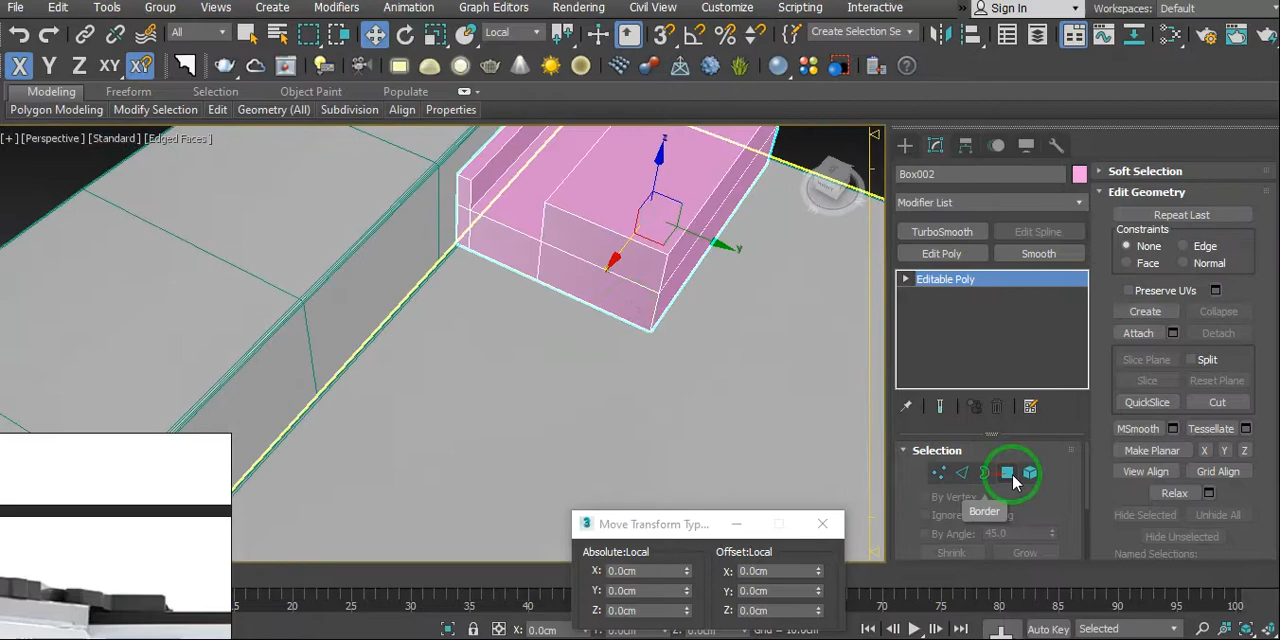 File Edit Tools Group Views Create Modifiers Animation Graph Editors Rendering Civil View Customize Scripting Interactive Sign In Workspaces: Default
All Local Create Selection Se
X Y Z XY
Modeling Freeform Selection Object Paint Populate
Polygon Modeling Modify Selection Edit Geometry (All) Subdivision Align Properties
[+] [Perspective] [Standard] [Edged Faces]
z
y
Box002
Modifier List
TurboSmooth Edit Spline
Edit Poly Smooth
Editable Poly
Selection
By Vertex
Border
By Angle: 45.0
Shrink Grow
Soft Selection
Edit Geometry
Repeat Last
Constraints
None Edge
Face Normal
Preserve UVs
Create Collapse
Attach Detach
Slice Plane Split
Slice Reset Plane
QuickSlice Cut
MSmooth Tessellate
Make Planar X Y Z
View Align Grid Align
Relax
Hide Selected Unhide All
Hide Unselected
Named Selections:
3 Move Transform Typ...
Absolute:Local Offset:Local
X: 0.0cm X: 0.0cm
Y: 0.0cm Y: 0.0cm
Z: 0.0cm Z: 0.0cm
15 20 25 30 35 40 70 75 80 85 90 95 100
X: 0.0cm
Auto Key Selected